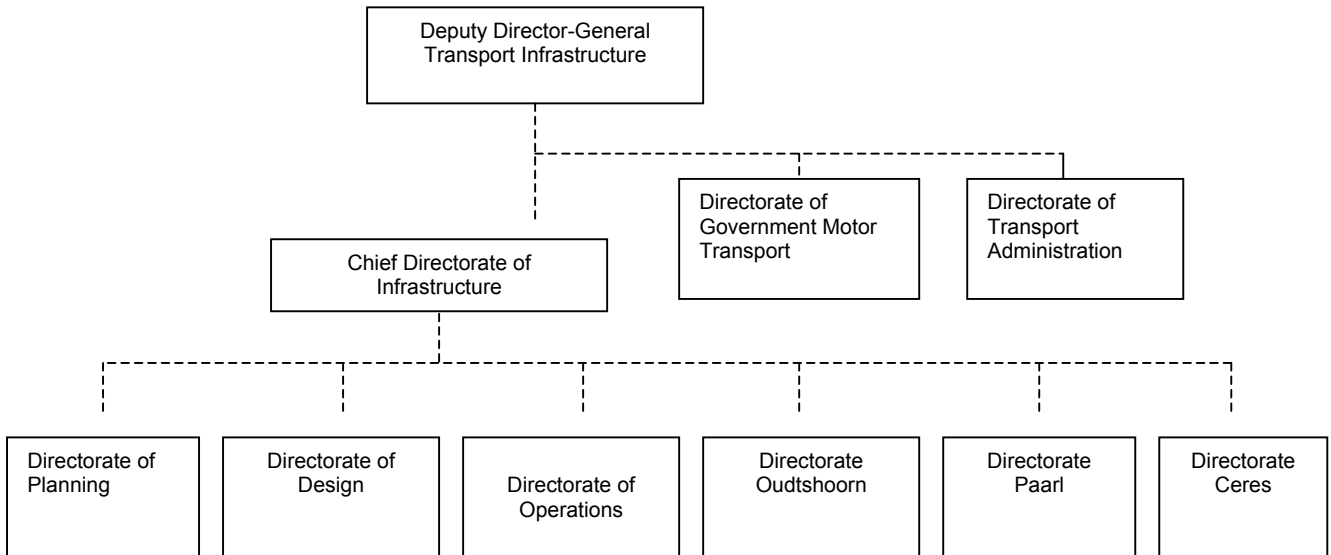 Deputy Director-General
Transport Infrastructure
Directorate of
Government Motor
Transport
Directorate of
Transport
Administration
Chief Directorate of
Infrastructure
Directorate of
Planning
Directorate of
Design
Directorate of
Operations
Directorate
Oudtshoorn
Directorate
Paarl
Directorate
Ceres